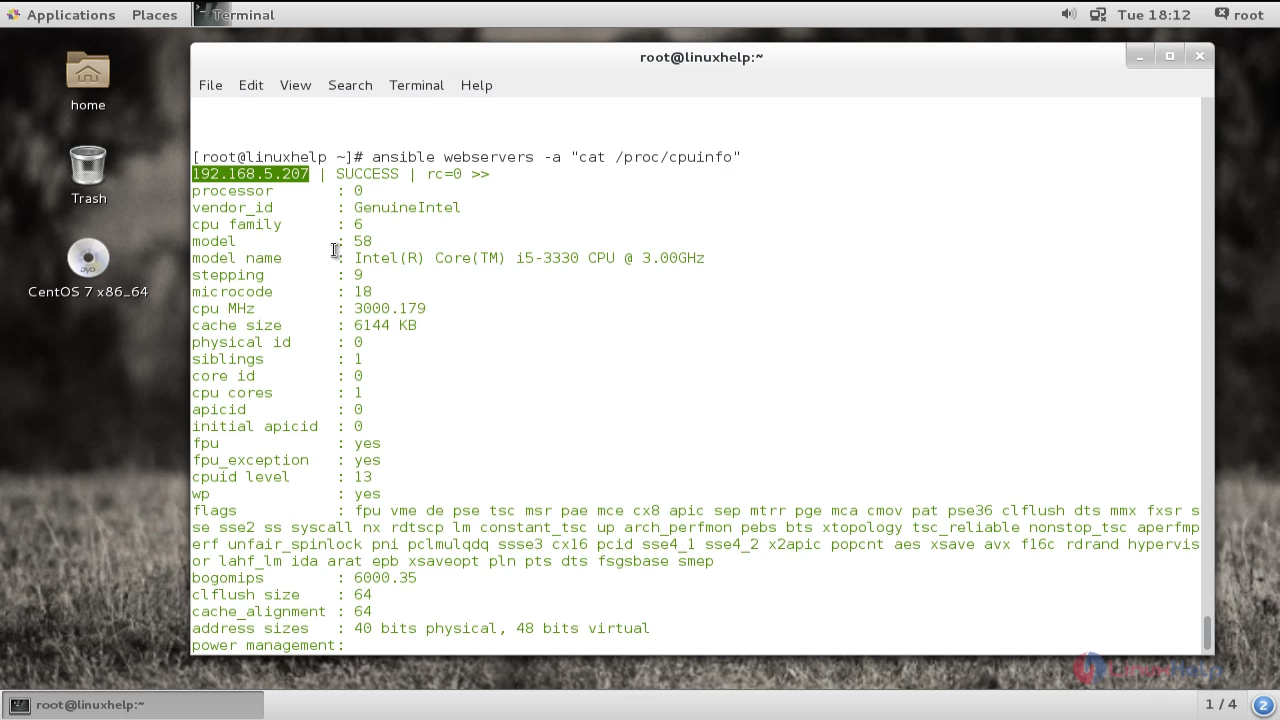 Applications Places Terminal Tue 18:12 root
root@linuxhelp:~
File Edit View Search Terminal Help
home
Trash
CentOS 7 x86_64
[root@linuxhelp ~]# ansible webservers -a "cat /proc/cpuinfo"
192.168.5.207 | SUCCESS | rc=0 >>
processor : 0
vendor_id : GenuineIntel
cpu family : 6
model : 58
model name : Intel(R) Core(TM) i5-3330 CPU @ 3.00GHz
stepping : 9
microcode : 18
cpu MHz : 3000.179
cache size : 6144 KB
physical id : 0
siblings : 1
core id : 0
cpu cores : 1
apicid : 0
initial apicid : 0
fpu : yes
fpu_exception : yes
cpuid level : 13
wp : yes
flags : fpu vme de pse tsc msr pae mce cx8 apic sep mtrr pge mca cmov pat pse36 clflush dts mmx fxsr s
se sse2 ss syscall nx rdtscp lm constant_tsc up arch_perfmon pebs bts xtopology tsc_reliable nonstop_tsc aperfmp
erf unfair_spinlock pni pclmulqdq ssse3 cx16 pcid sse4_1 sse4_2 x2apic popcnt aes xsave avx f16c rdrand hypervis
or lahf_lm ida arat epb xsaveopt pln pts dts fsgsbase smep
bogomips : 6000.35
clflush size : 64
cache_alignment : 64
address sizes : 40 bits physical, 48 bits virtual
power management:
LinuxHelp
root@linuxhelp:~ 1 / 4 2